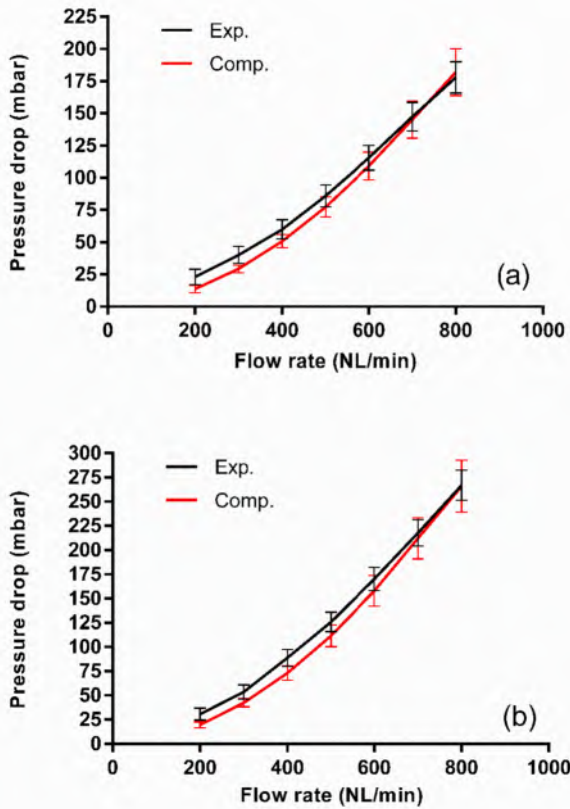 225
200
175
150
125
100
75
50
25
0
Pressure drop (mbar)
Exp.
Comp.
(a)
0 200 400 600 800 1000
Flow rate (NL/min)
300
275
250
225
200
175
150
125
100
75
50
25
0
Pressure drop (mbar)
Exp.
Comp.
(b)
0 200 400 600 800 1000
Flow rate (NL/min)